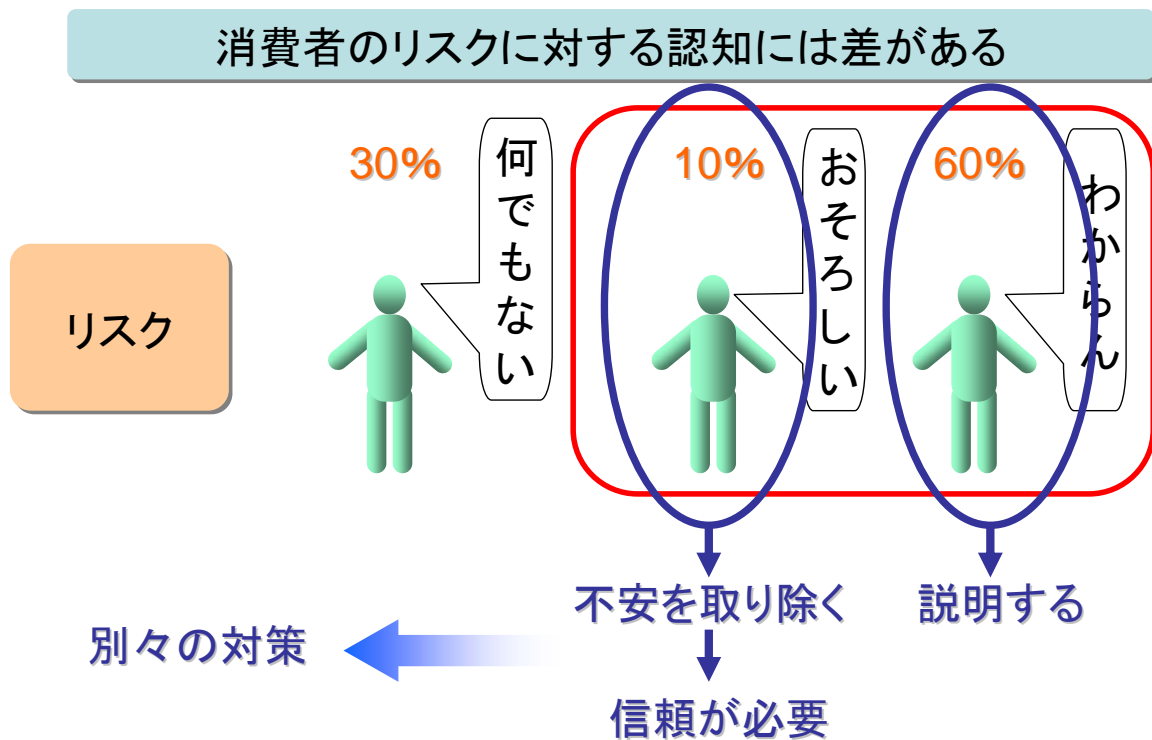 消費者のリスクに対する認知には差がある
30%
何でもない
10%
おそろしい
60%
わからん
リスク
不安を取り除く
説明する
別々の対策
信頼が必要